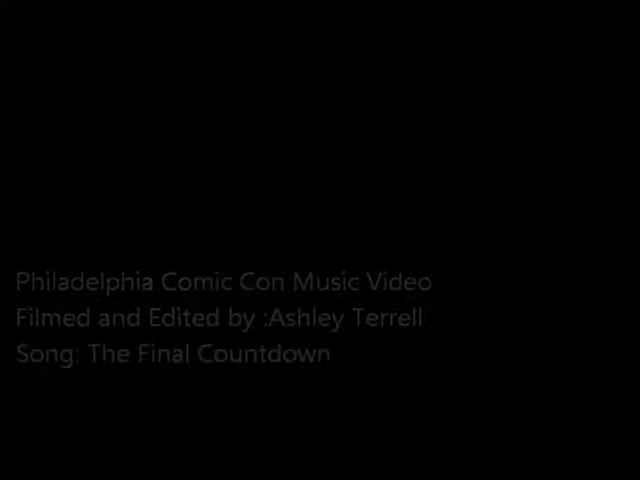 Philadelphia Comic Con Music Video
Filmed and Edited by :Ashley Terrell
Song: The Final Countdown